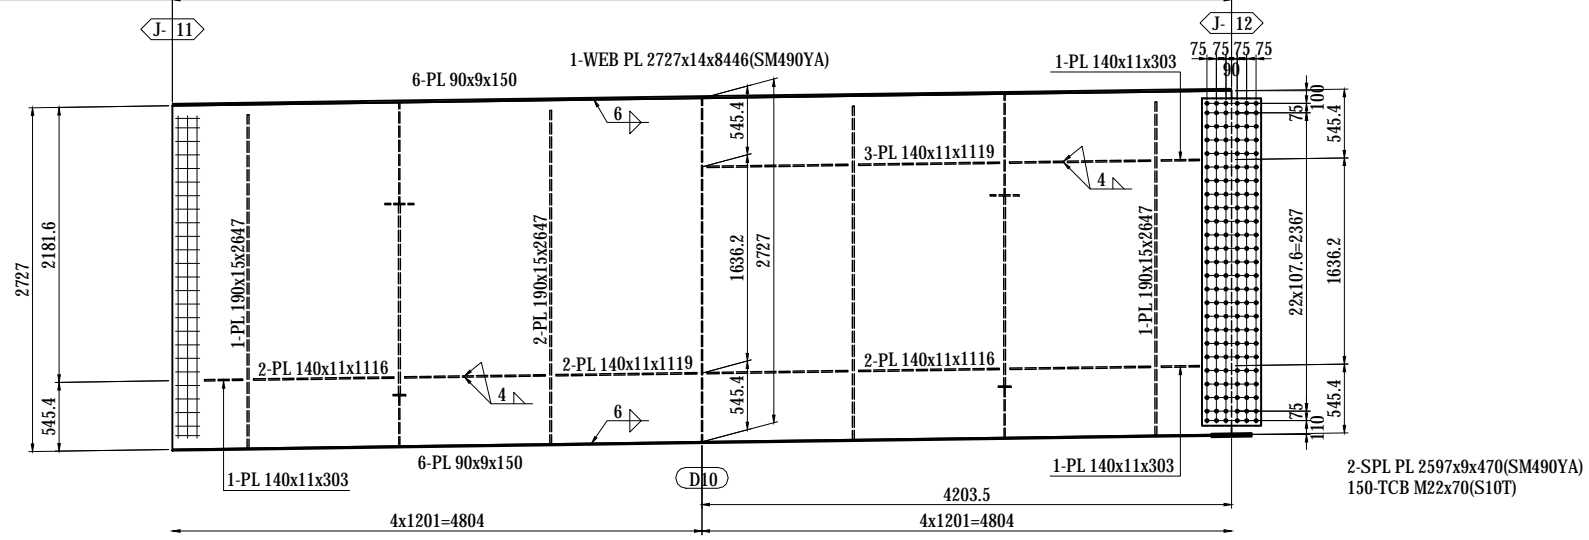 J- 11
J- 12
75 75 75 75
90
1-WEB PL 2727x14x8446(SM490YA)
1-PL 140x11x303
6-PL 90x9x150
100
75
545.4
6
545.4
3-PL 140x11x1119
4
2181.6
2727
1-PL 190x15x2647
2-PL 190x15x2647
1636.2
2727
1-PL 190x15x2647
22x107.6=2367
1636.2
2-PL 140x11x1116
2-PL 140x11x1119
2-PL 140x11x1116
4
545.4
545.4
545.4
75
110
6
6-PL 90x9x150
1-PL 140x11x303
D10
1-PL 140x11x303
2-SPL PL 2597x9x470(SM490YA)
150-TCB M22x70(S10T)
4203.5
4x1201=4804
4x1201=4804